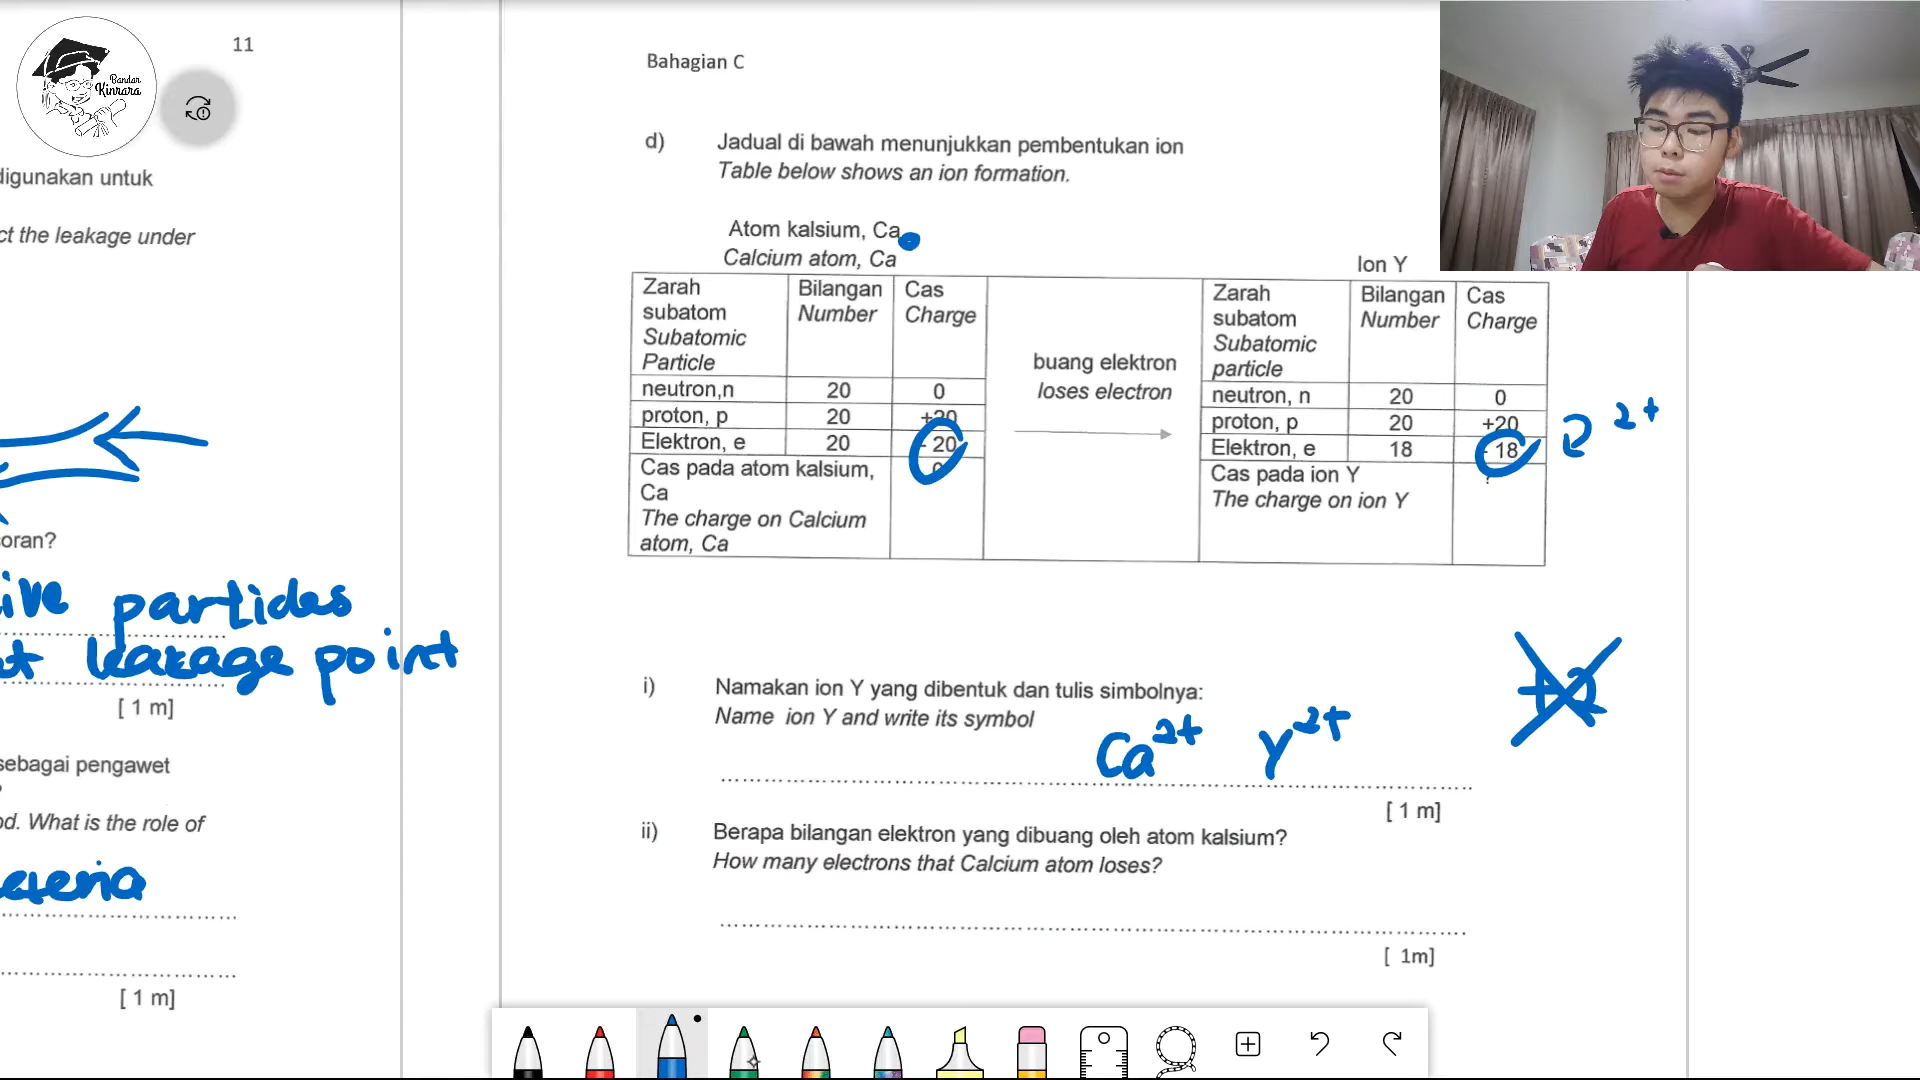 Bandar
Kinrara
11
digunakan untuk
ct the leakage under
oran?
ive particles
at leakage point
[ 1 m]
sebagai pengawet
od. What is the role of
[ 1 m]
Bahagian C
d) Jadual di bawah menunjukkan pembentukan ion
Table below shows an ion formation.
Atom kalsium, Ca
Calcium atom, Ca
Ion Y
Zarah subatom Subatomic Particle Bilangan Number Cas Charge
neutron,n 20 0
proton, p 20 +20
Elektron, e 20 - 20
Cas pada atom kalsium, Ca The charge on Calcium atom, Ca 0
buang elektron
loses electron
Zarah subatom Subatomic particle Bilangan Number Cas Charge
neutron, n 20 0
proton, p 20 +20
Elektron, e 18 - 18
Cas pada ion Y The charge on ion Y ?
2+
i) Namakan ion Y yang dibentuk dan tulis simbolnya:
Name ion Y and write its symbol
Ca2+ Y2+
+2
[ 1 m]
ii) Berapa bilangan elektron yang dibuang oleh atom kalsium?
How many electrons that Calcium atom loses?
[ 1m]